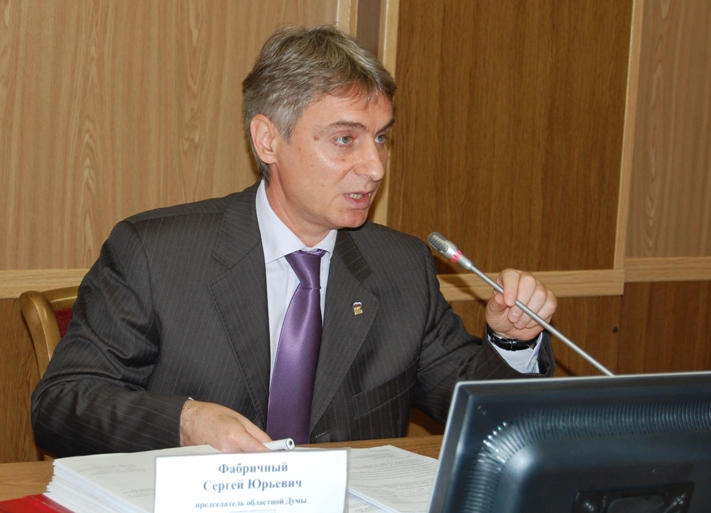 Фабричный
Сергей Юрьевич
председатель областной Думы